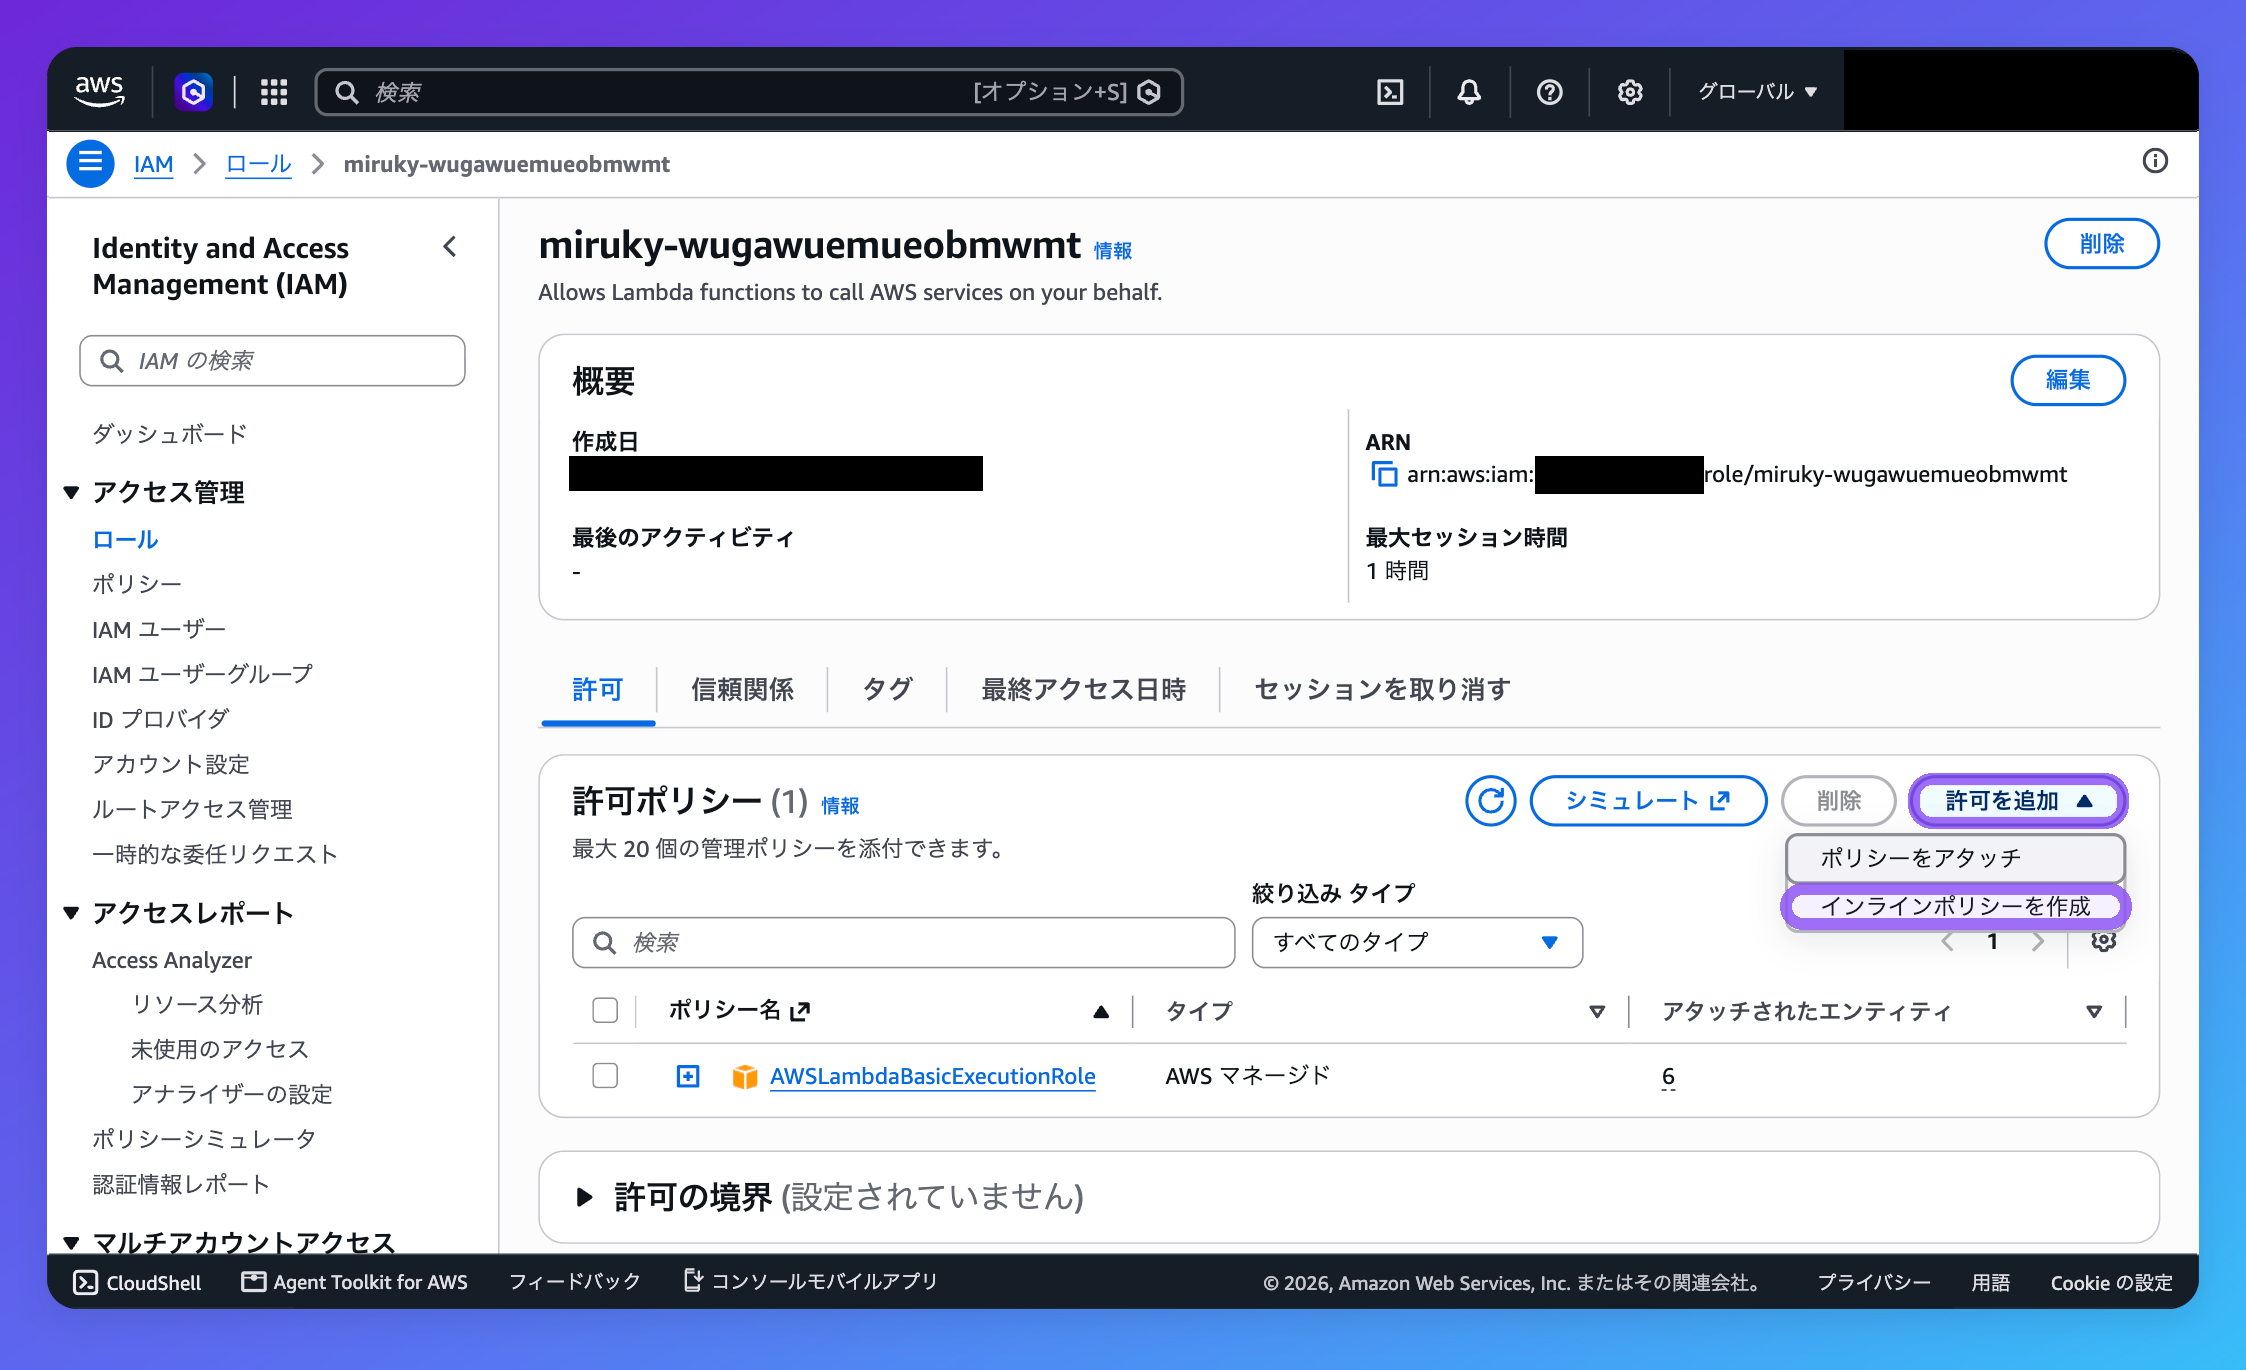 aws
検索
[オプション+S]
グローバル
IAM
ロール
miruky-wugawuemueobmwmt
Identity and Access
Management (IAM)
IAM の検索
ダッシュボード
アクセス管理
ロール
ポリシー
IAM ユーザー
IAM ユーザーグループ
ID プロバイダ
アカウント設定
ルートアクセス管理
一時的な委任リクエスト
アクセスレポート
Access Analyzer
リソース分析
未使用のアクセス
アナライザーの設定
ポリシーシミュレータ
認証情報レポート
マルチアカウントアクセス
miruky-wugawuemueobmwmt 情報
削除
Allows Lambda functions to call AWS services on your behalf.
概要
編集
作成日
ARN
arn:aws:iam: role/miruky-wugawuemueobmwmt
最後のアクティビティ
-
最大セッション時間
1 時間
許可
信頼関係
タグ
最終アクセス日時
セッションを取り消す
許可ポリシー (1) 情報
シミュレート
削除
許可を追加
最大 20 個の管理ポリシーを添付できます。
ポリシーをアタッチ
インラインポリシーを作成
絞り込み タイプ
検索
すべてのタイプ
1
ポリシー名
タイプ
アタッチされたエンティティ
AWSLambdaBasicExecutionRole
AWS マネージド
6
許可の境界 (設定されていません)
CloudShell
Agent Toolkit for AWS
フィードバック
コンソールモバイルアプリ
© 2026, Amazon Web Services, Inc. またはその関連会社。
プライバシー
用語
Cookie の設定